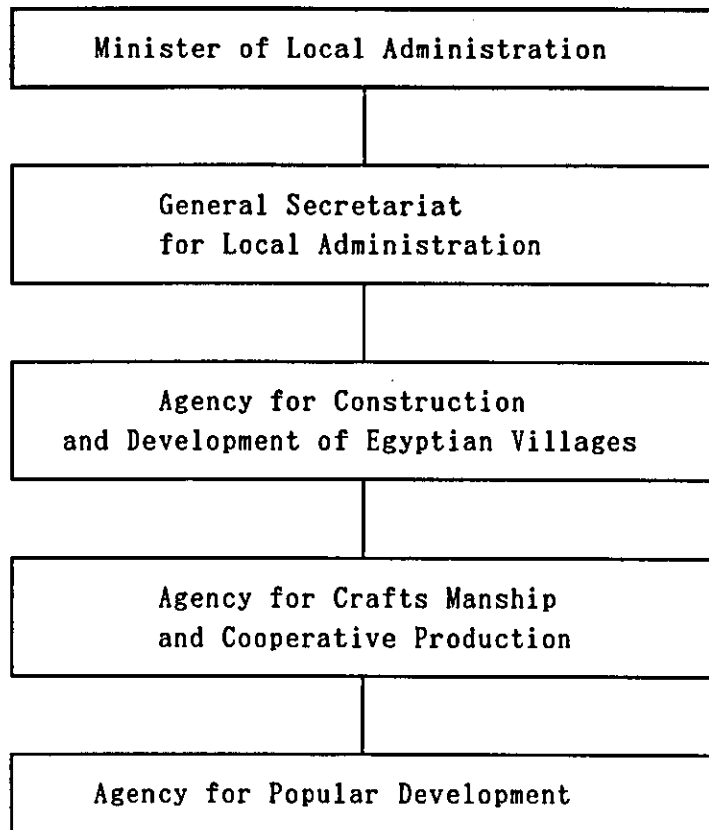 Minister of Local Administration
General Secretariat
for Local Administration
Agency for Construction
and Development of Egyptian Villages
Agency for Crafts Manship
and Cooperative Production
Agency for Popular Development